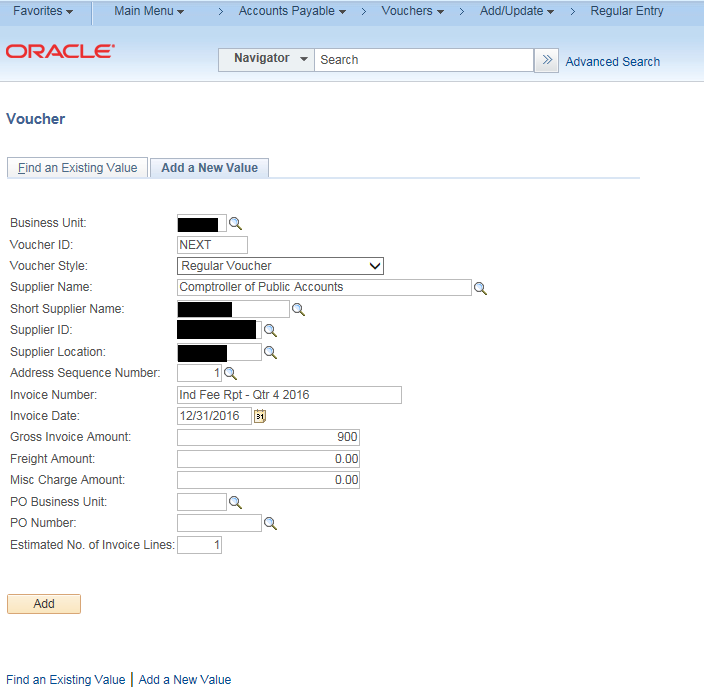 Favorites Main Menu > Accounts Payable > Vouchers > Add/Update > Regular Entry
ORACLE
Navigator Search Advanced Search
Voucher
Find an Existing Value Add a New Value
Business Unit:
Voucher ID: NEXT
Voucher Style: Regular Voucher
Supplier Name: Comptroller of Public Accounts
Short Supplier Name:
Supplier ID:
Supplier Location:
Address Sequence Number: 1
Invoice Number: Ind Fee Rpt - Qtr 4 2016
Invoice Date: 12/31/2016 31
Gross Invoice Amount: 900
Freight Amount: 0.00
Misc Charge Amount: 0.00
PO Business Unit:
PO Number:
Estimated No. of Invoice Lines: 1
Add
Find an Existing Value | Add a New Value